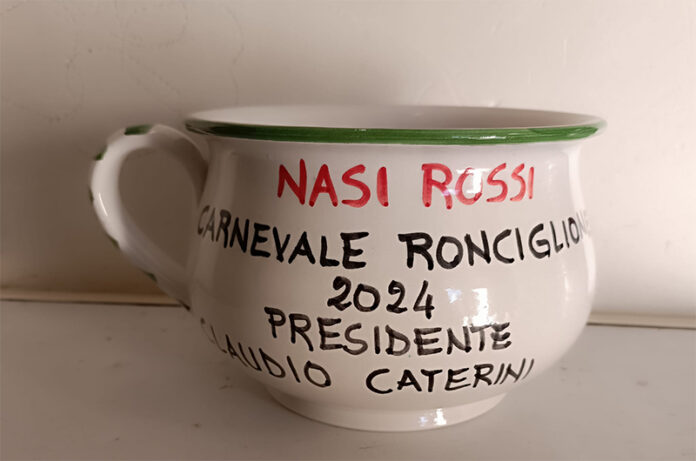 NASI ROSSI
CARNEVALE RONCIGLIONE
2024
PRESIDENTE
CLAUDIO CATERINI